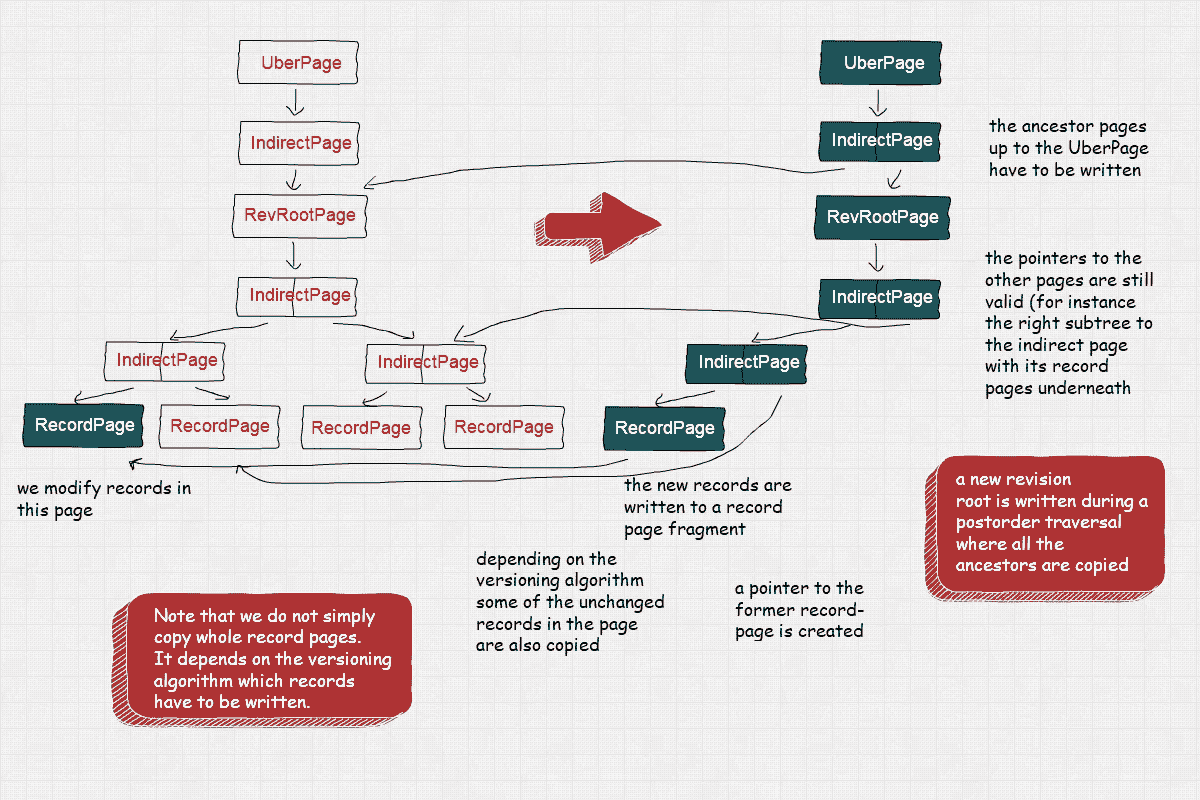 UberPage
UberPage
IndirectPage
IndirectPage
the ancestor pages
up to the UberPage
have to be written
RevRootPage
RevRootPage
IndirectPage
IndirectPage
the pointers to the
other pages are still
valid (for instance
the right subtree to
the indirect page
with its record
pages underneath
IndirectPage
IndirectPage
IndirectPage
RecordPage
RecordPage
RecordPage
RecordPage
RecordPage
we modify records in
this page
the new records are
written to a record
page fragment
a new revision
root is written during a
postorder traversal
where all the
ancestors are copied
depending on the
versioning algorithm
some of the unchanged
records in the page
are also copied
a pointer to the
former record-
page is created
Note that we do not simply
copy whole record pages.
It depends on the versioning
algorithm which records
have to be written.